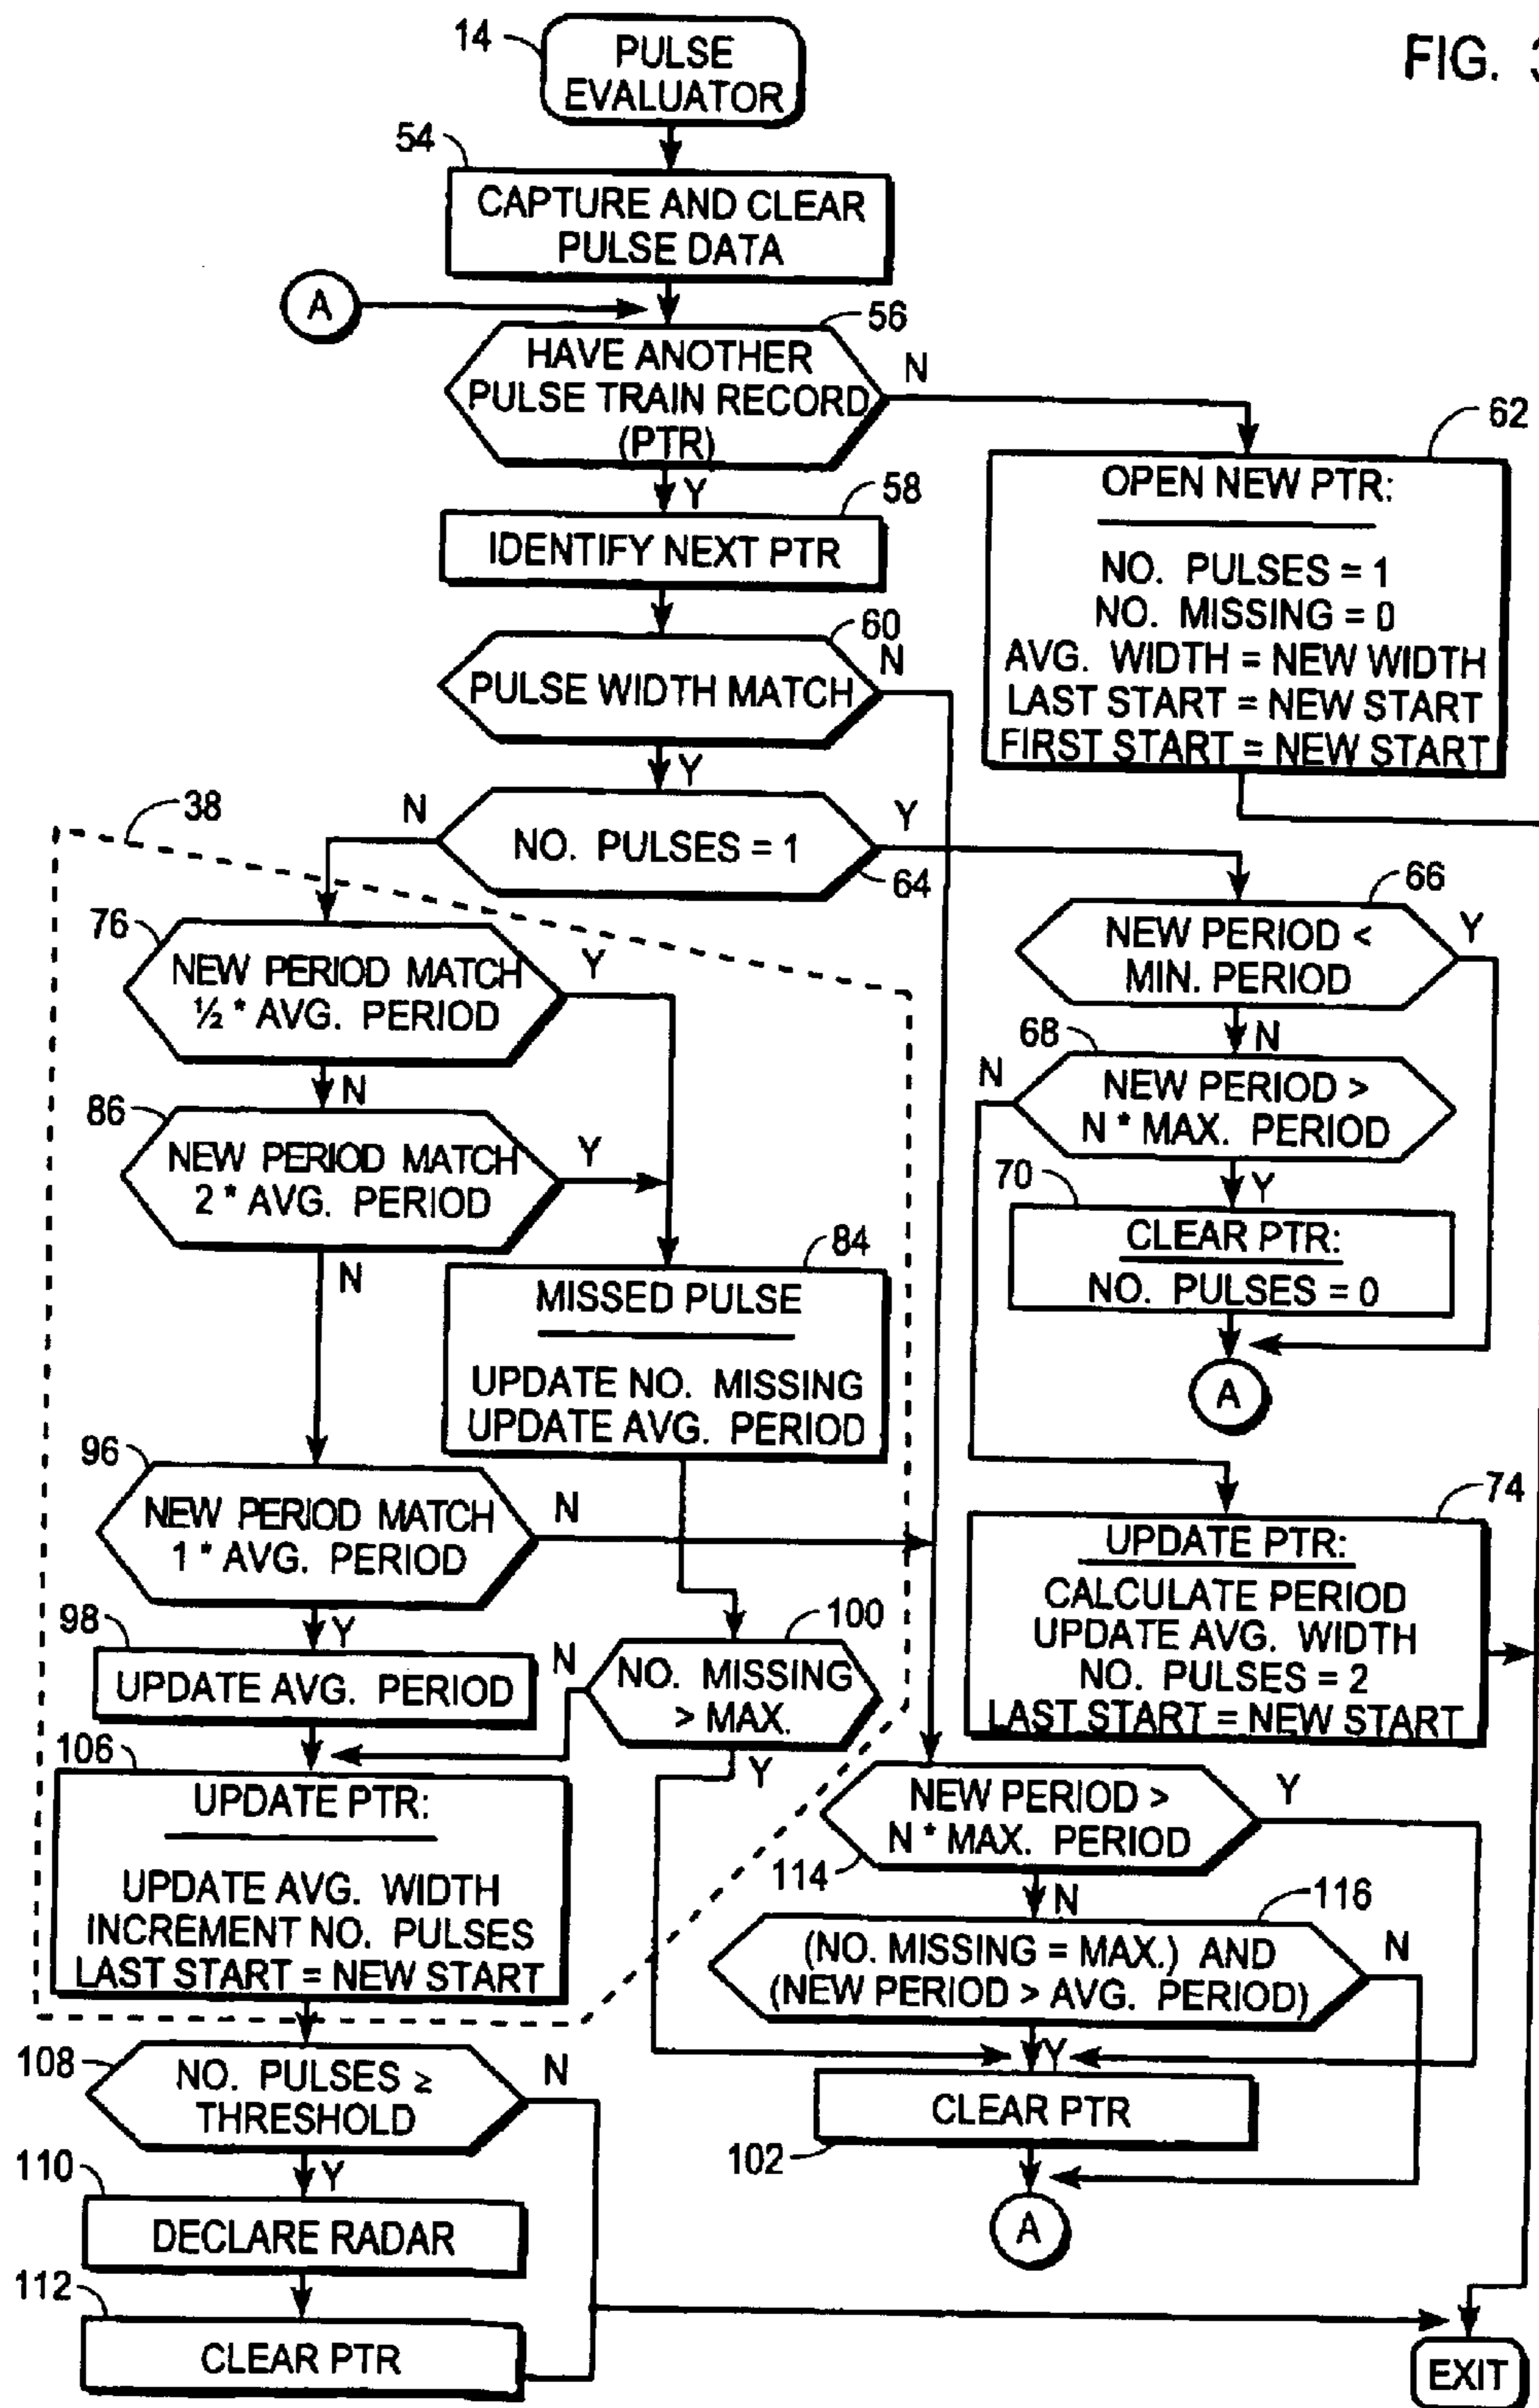 FIG. 3
14
PULSE
EVALUATOR
54
CAPTURE AND CLEAR
PULSE DATA
A
56
HAVE ANOTHER
PULSE TRAIN RECORD
(PTR)
N
Y
62
OPEN NEW PTR:
NO. PULSES = 1
NO. MISSING = 0
AVG. WIDTH = NEW WIDTH
LAST START = NEW START
FIRST START = NEW START
58
IDENTIFY NEXT PTR
60
PULSE WIDTH MATCH
N
Y
38
N
NO. PULSES = 1
Y
64
66
NEW PERIOD <
MIN. PERIOD
Y
N
68
N
NEW PERIOD >
N * MAX. PERIOD
Y
70
CLEAR PTR:
NO. PULSES = 0
A
76
NEW PERIOD MATCH
½ * AVG. PERIOD
Y
N
86
NEW PERIOD MATCH
2 * AVG. PERIOD
Y
N
84
MISSED PULSE
UPDATE NO. MISSING
UPDATE AVG. PERIOD
96
NEW PERIOD MATCH
1 * AVG. PERIOD
N
Y
74
UPDATE PTR:
CALCULATE PERIOD
UPDATE AVG. WIDTH
NO. PULSES = 2
LAST START = NEW START
98
UPDATE AVG. PERIOD
100
N
NO. MISSING
> MAX.
Y
106
UPDATE PTR:
UPDATE AVG. WIDTH
INCREMENT NO. PULSES
LAST START = NEW START
NEW PERIOD >
N * MAX. PERIOD
Y
114
N
116
(NO. MISSING = MAX.) AND
(NEW PERIOD > AVG. PERIOD)
N
Y
CLEAR PTR
102
A
108
NO. PULSES ≥
THRESHOLD
N
Y
110
DECLARE RADAR
112
CLEAR PTR
EXIT